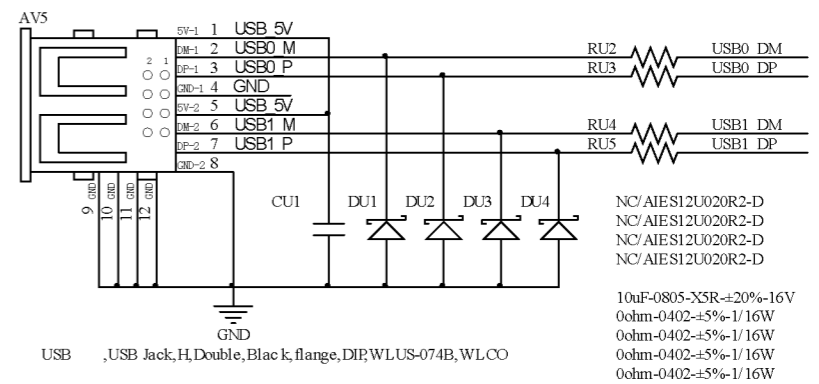 AV5
5V-1 1 USB_5V
DM-1 2 USB0_M
DP-1 3 USB0_P
GND-1 4 GND
5V-2 5 USB_5V
DM-2 6 USB1_M
DP-2 7 USB1_P
GND-2 8
2 1
RU2 USB0_DM
RU3 USB0_DP
RU4 USB1_DM
RU5 USB1_DP
9 GND
10 GND
11 GND
12 GND
CU1 DU1 DU2 DU3 DU4
GND
NC/AIES12U020R2-D
NC/AIES12U020R2-D
NC/AIES12U020R2-D
NC/AIES12U020R2-D
10uF-0805-X5R-±20%-16V
0ohm-0402-±5%-1/16W
0ohm-0402-±5%-1/16W
0ohm-0402-±5%-1/16W
0ohm-0402-±5%-1/16W
USB ,USB Jack,H,Double,Black,flange,DIP,WLUS-074B,WLCO